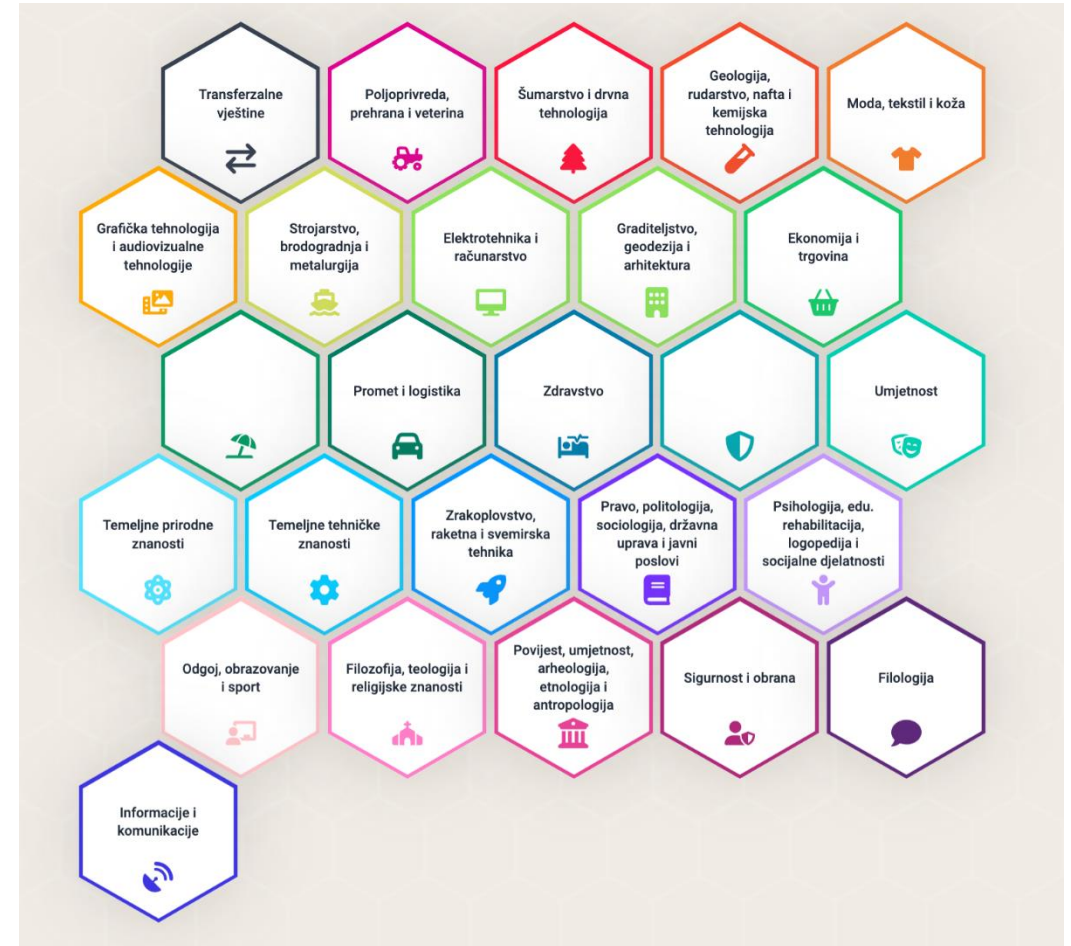 Transferzalne
vještine
Poljoprivreda,
prehrana i veterina
Šumarstvo i drvna
tehnologija
Geologija,
rudarstvo, nafta i
kemijska
tehnologija
Moda, tekstil i koža
Grafička tehnologija
i audiovizualne
tehnologije
Strojarstvo,
brodogradnja i
metalurgija
Elektrotehnika i
računarstvo
Graditeljstvo,
geodezija i
arhitektura
Ekonomija i
trgovina
Promet i logistika
Zdravstvo
Umjetnost
Temeljne prirodne
znanosti
Temeljne tehničke
znanosti
Zrakoplovstvo,
raketna i svemirska
tehnika
Pravo, politologija,
sociologija, državna
uprava i javni
poslovi
Psihologija, edu.
rehabilitacija,
logopedija i
socijalne djelatnosti
Odgoj, obrazovanje
i sport
Filozofija, teologija i
religijske znanosti
Povijest, umjetnost,
arheologija,
etnologija i
antropologija
Sigurnost i obrana
Filologija
Informacije i
komunikacije